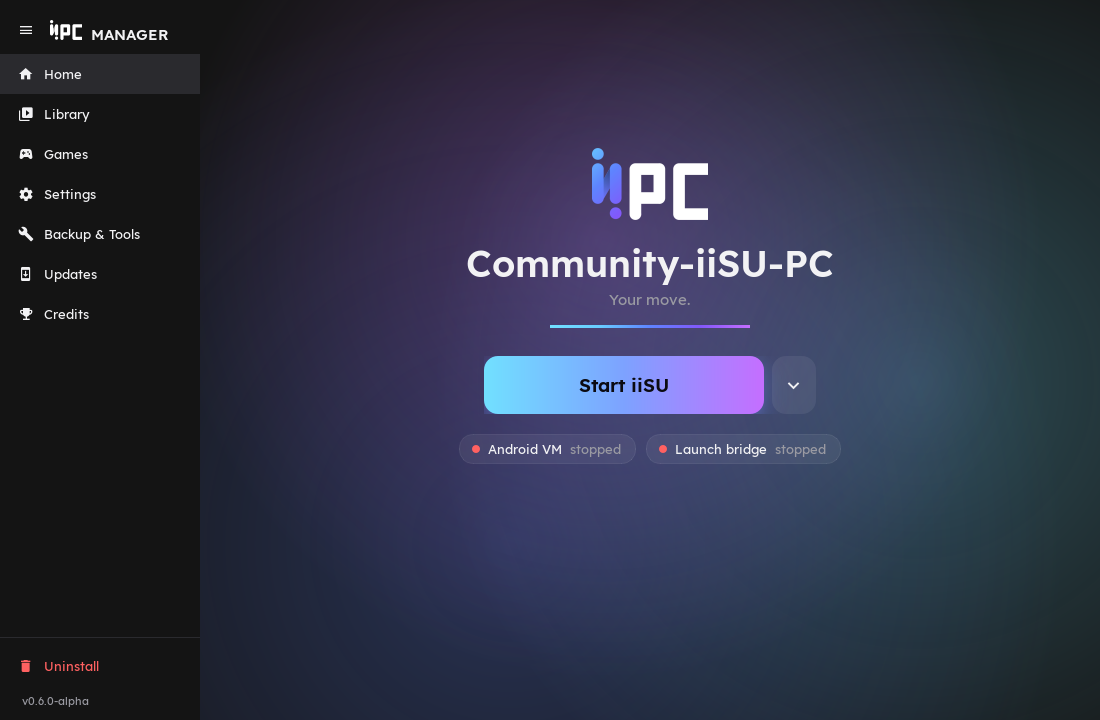 iiPC MANAGER
Home
Library
Games
Settings
Backup & Tools
Updates
Credits
Uninstall
v0.6.0-alpha
iiPC
Community-iiSU-PC
Your move.
Start iiSU
Android VM stopped
Launch bridge stopped